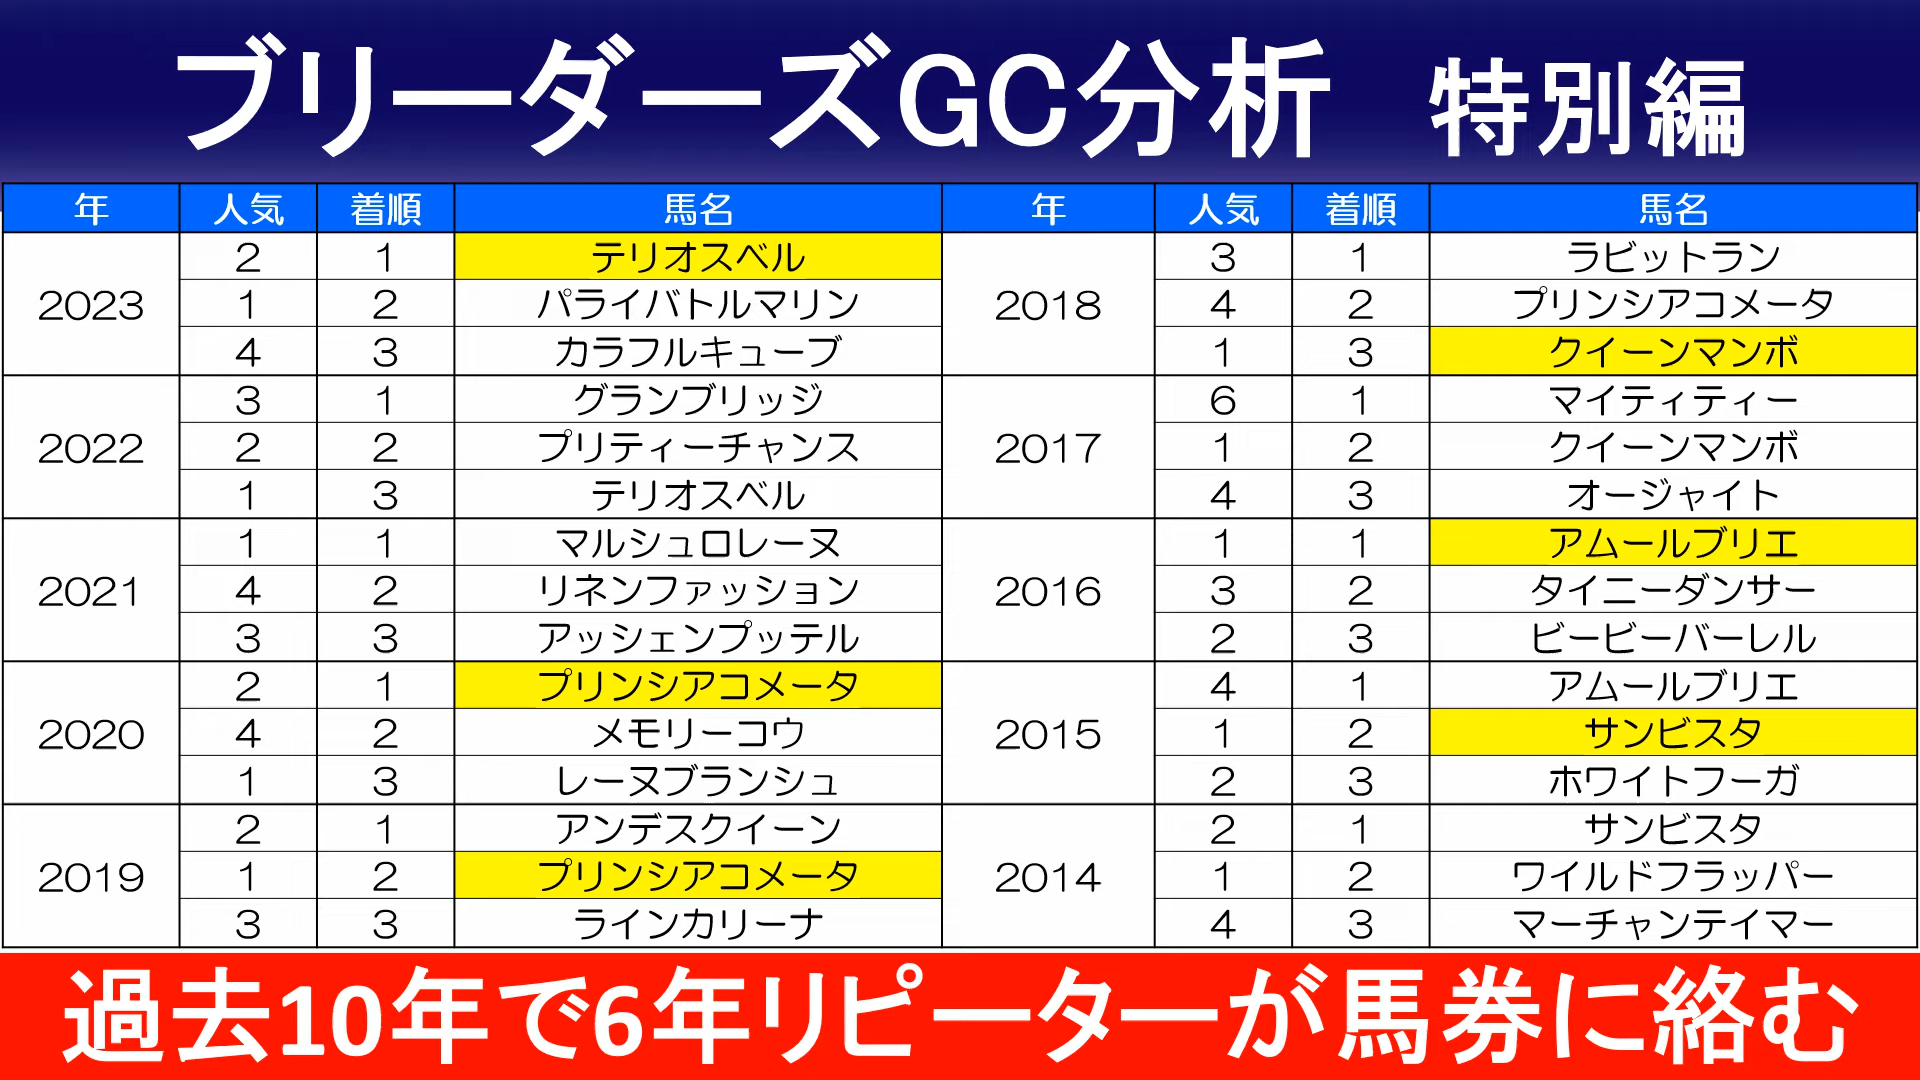 ブリーダーズGC分析　特別編
年 人気 着順 馬名 年 人気 着順 馬名
2023 2 1 テリオスベル 2018 3 1 ラビットラン
1 2 パライバトルマリン 4 2 プリンシアコメータ
4 3 カラフルキューブ 1 3 クイーンマンボ
2022 3 1 グランブリッジ 2017 6 1 マイティティー
2 2 プリティーチャンス 1 2 クイーンマンボ
1 3 テリオスベル 4 3 オージャイト
2021 1 1 マルシュロレーヌ 2016 1 1 アムールブリエ
4 2 リネンファッション 3 2 タイニーダンサー
3 3 アッシェンプッテル 2 3 ビービーバーレル
2020 2 1 プリンシアコメータ 2015 4 1 アムールブリエ
4 2 メモリーコウ 1 2 サンビスタ
1 3 レーヌブランシュ 2 3 ホワイトフーガ
2019 2 1 アンデスクイーン 2014 2 1 サンビスタ
1 2 プリンシアコメータ 1 2 ワイルドフラッパー
3 3 ラインカリーナ 4 3 マーチャンテイマー
過去10年で6年リピーターが馬券に絡む